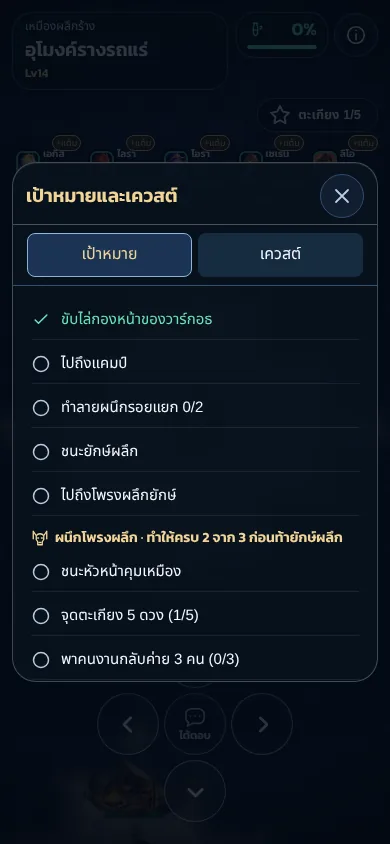 เหมืองผลึกร้าง
อุโมงค์รางรถแร่
Lv14
0%
ตะเกียง 1/5
เป้าหมายและเควสต์
เป้าหมาย
เควสต์
ขับไล่กองหน้าของวาร์กอธ
ไปถึงแคมป์
ทำลายผนึกรอยแยก 0/2
ชนะยักษ์ผลึก
ไปถึงโพรงผลึกยักษ์
ผนึกโพรงผลึก · ทำให้ครบ 2 จาก 3 ก่อนท้ายักษ์ผลึก
ชนะหัวหน้าคุมเหมือง
จุดตะเกียง 5 ดวง (1/5)
พาคนงานกลับค่าย 3 คน (0/3)
โต้ตอบ